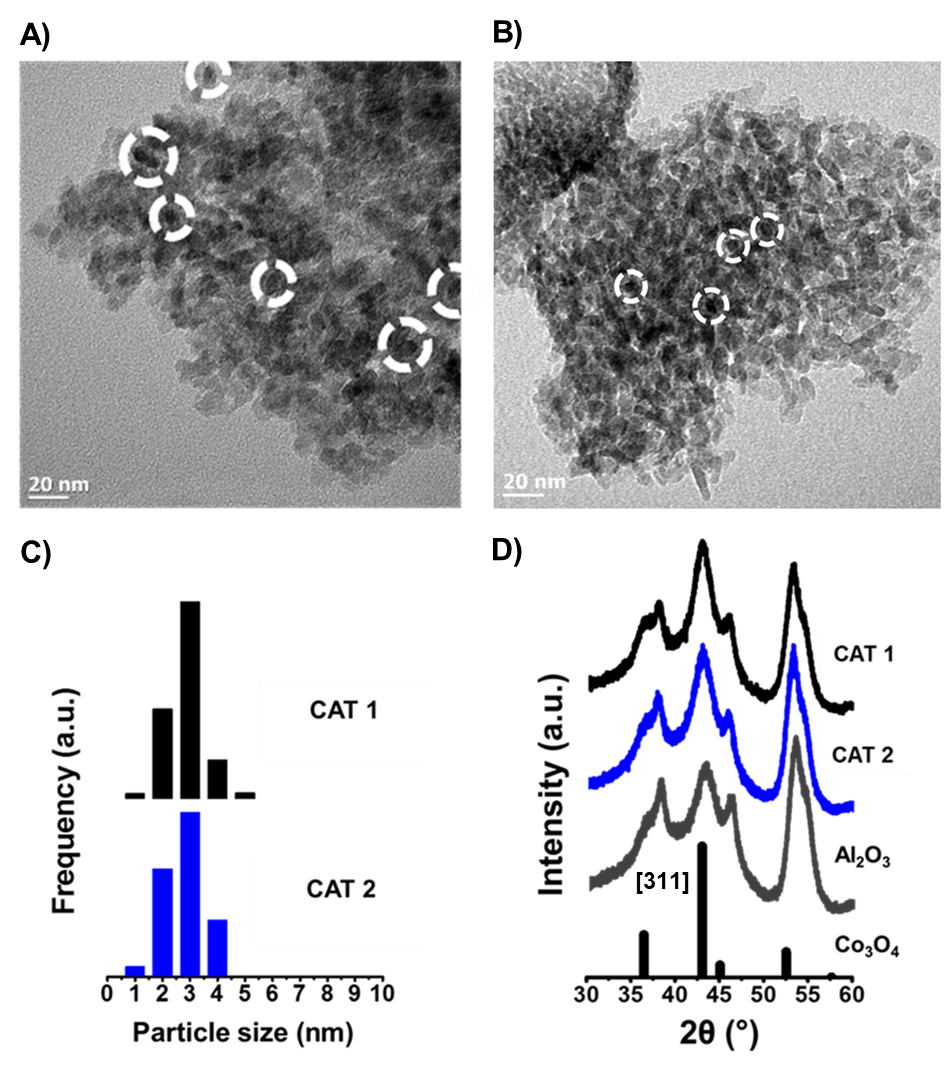 A)
B)
20 nm
20 nm
C)
D)
Frequency (a.u.)
CAT 1
CAT 2
0 1 2 3 4 5 6 7 8 9 10
Particle size (nm)
Intensity (a.u.)
CAT 1
CAT 2
Al₂O₃
[311]
Co₃O₄
30 35 40 45 50 55 60
2θ (°)